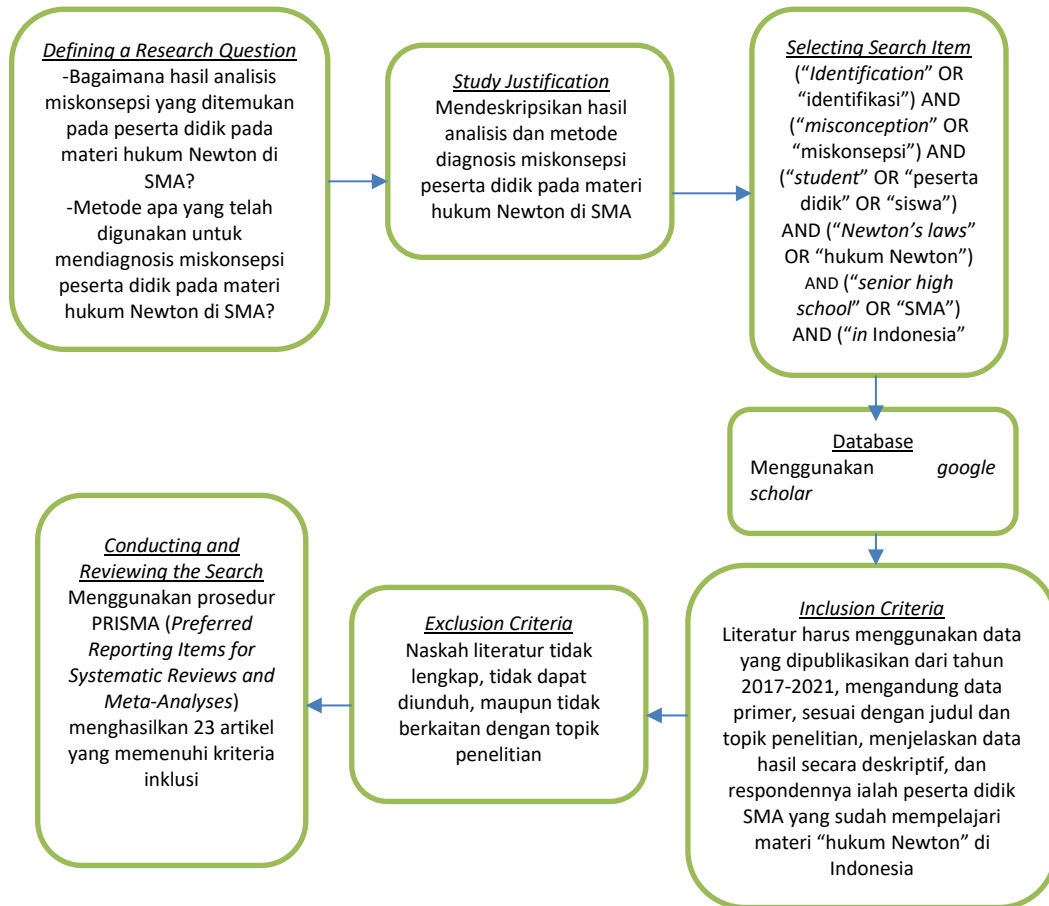 Defining a Research Question
-Bagaimana hasil analisis
miskonsepsi yang ditemukan
pada peserta didik pada
materi hukum Newton di
SMA?
-Metode apa yang telah
digunakan untuk
mendiagnosis miskonsepsi
peserta didik pada materi
hukum Newton di SMA?
Study Justification
Mendeskripsikan hasil
analisis dan metode
diagnosis miskonsepsi
peserta didik pada materi
hukum Newton di SMA
Selecting Search Item
(“Identification” OR
“identifikasi”) AND
(“misconception” OR
“miskonsepsi”) AND
(“student” OR “peserta
didik” OR “siswa”)
AND (“Newton’s laws”
OR “hukum Newton”)
AND (“senior high
school” OR “SMA”)
AND (“in Indonesia”
Database
Menggunakan google
scholar
Inclusion Criteria
Literatur harus menggunakan data
yang dipublikasikan dari tahun
2017-2021, mengandung data
primer, sesuai dengan judul dan
topik penelitian, menjelaskan data
hasil secara deskriptif, dan
respondennya ialah peserta didik
SMA yang sudah mempelajari
materi “hukum Newton” di
Indonesia
Exclusion Criteria
Naskah literatur tidak
lengkap, tidak dapat
diunduh, maupun tidak
berkaitan dengan topik
penelitian
Conducting and
Reviewing the Search
Menggunakan prosedur
PRISMA (Preferred
Reporting Items for
Systematic Reviews and
Meta-Analyses)
menghasilkan 23 artikel
yang memenuhi kriteria
inklusi